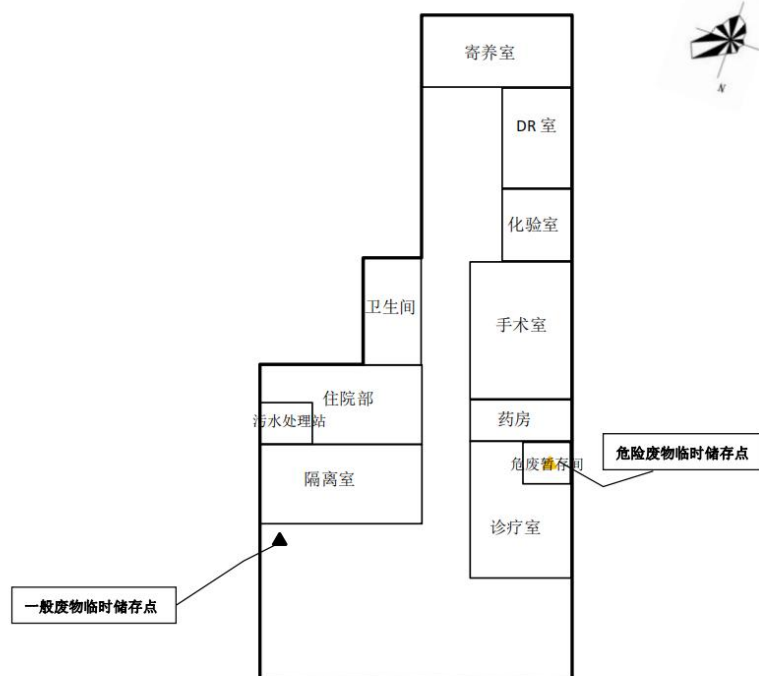 寄养室
N
DR 室
化验室
卫生间
手术室
住院部
药房
污水处理站
危险废物临时储存点
危废暂存间
隔离室
诊疗室
一般废物临时储存点